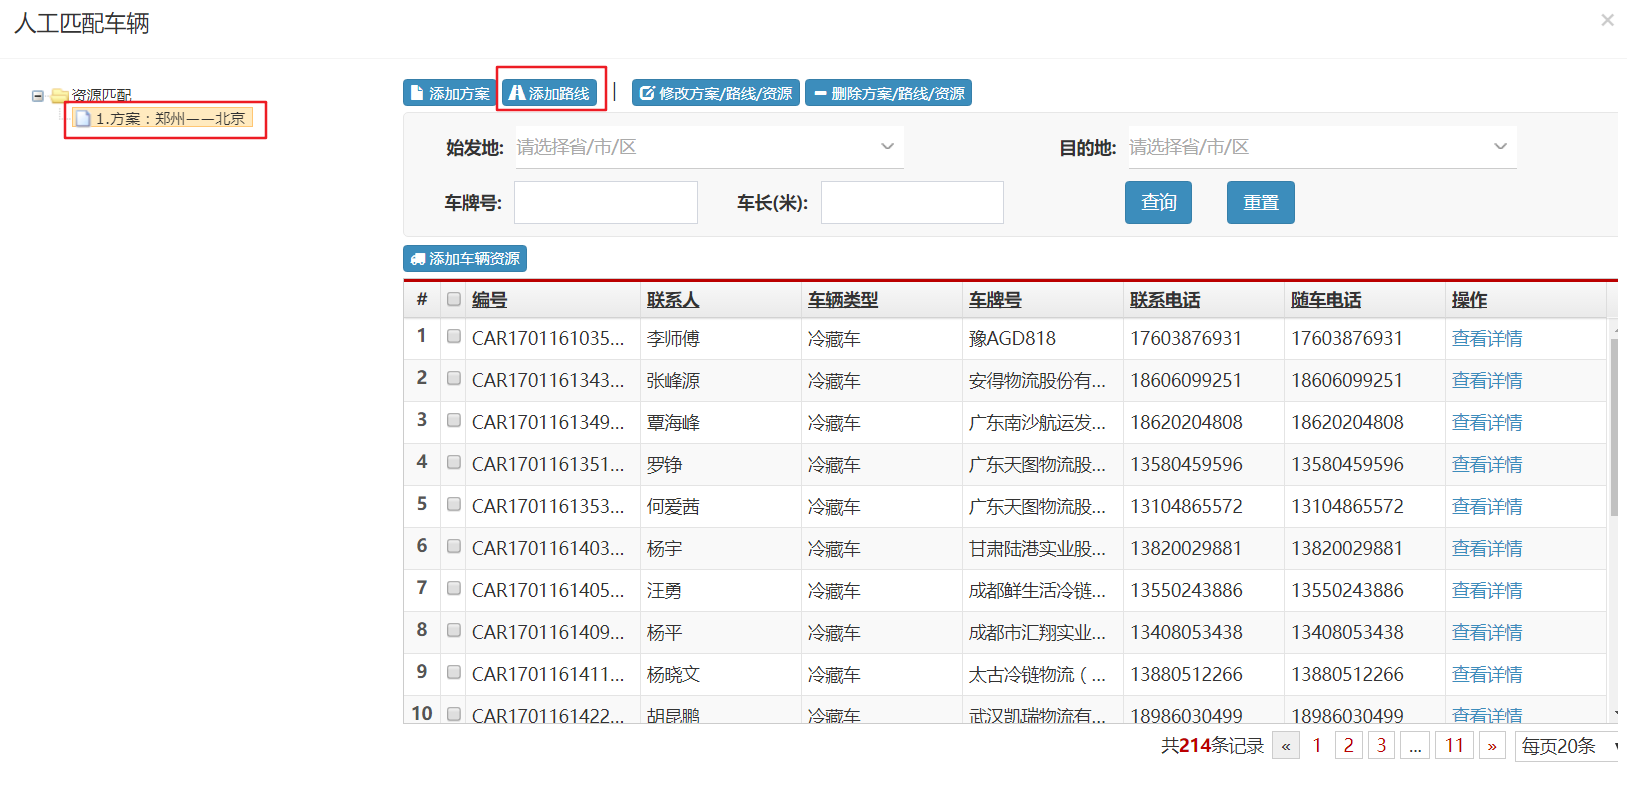 人工匹配车辆
×
资源匹配
1.方案：郑州——北京
添加方案 添加路线 | 修改方案/路线/资源 删除方案/路线/资源
始发地: 请选择省/市/区 目的地: 请选择省/市/区
车牌号: 车长(米): 查询 重置
添加车辆资源
# 编号 联系人 车辆类型 车牌号 联系电话 随车电话 操作
1 CAR1701161035... 李师傅 冷藏车 豫AGD818 17603876931 17603876931 查看详情
2 CAR1701161343... 张峰源 冷藏车 安得物流股份有... 18606099251 18606099251 查看详情
3 CAR1701161349... 覃海峰 冷藏车 广东南沙航运发... 18620204808 18620204808 查看详情
4 CAR1701161351... 罗铮 冷藏车 广东天图物流股... 13580459596 13580459596 查看详情
5 CAR1701161353... 何爱茜 冷藏车 广东天图物流股... 13104865572 13104865572 查看详情
6 CAR1701161403... 杨宇 冷藏车 甘肃陆港实业股... 13820029881 13820029881 查看详情
7 CAR1701161405... 汪勇 冷藏车 成都鲜生活冷链... 13550243886 13550243886 查看详情
8 CAR1701161409... 杨平 冷藏车 成都市汇翔实业... 13408053438 13408053438 查看详情
9 CAR1701161411... 杨晓文 冷藏车 太古冷链物流（... 13880512266 13880512266 查看详情
10 CAR1701161422... 胡昆鹏 冷藏车 武汉凯瑞物流有... 18986030499 18986030499 查看详情
共214条记录 « 1 2 3 ... 11 » 每页20条